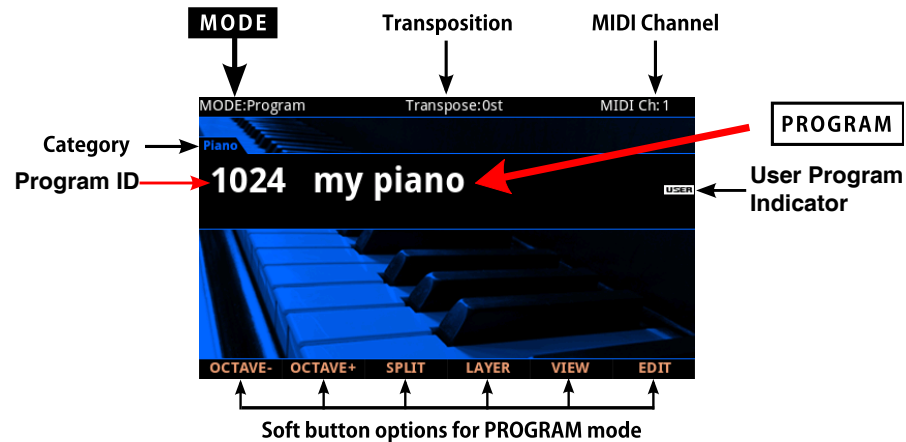 MODE
Transposition
MIDI Channel
MODE:Program Transpose:0st MIDI Ch:1
PROGRAM
Category
Piano
Program ID
1024 my piano
USER
User Program
Indicator
OCTAVE- OCTAVE+ SPLIT LAYER VIEW EDIT
Soft button options for PROGRAM mode